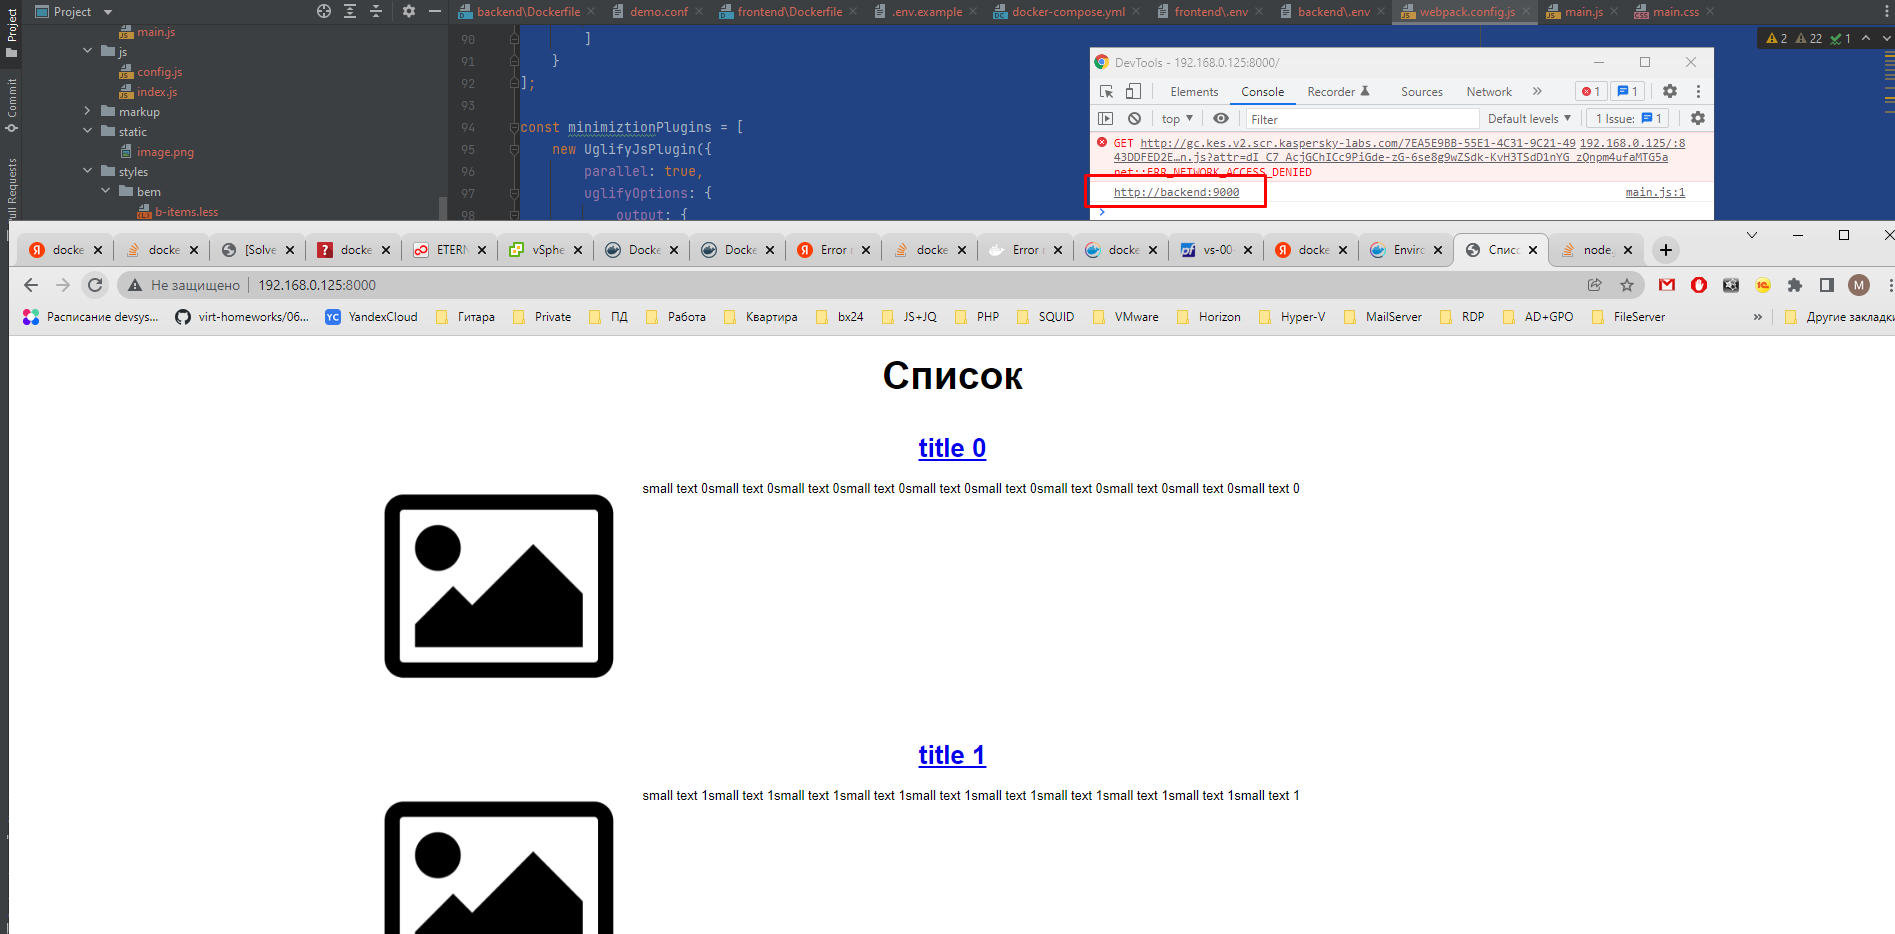 Project
backend\Dockerfile
demo.conf
frontend\Dockerfile
.env.example
docker-compose.yml
frontend\.env
backend\.env
webpack.config.js
main.js
main.css
Project
Commit
Pull Requests
main.js
js
config.js
index.js
markup
static
image.png
styles
bem
b-items.less
90 ]
91 }
92 ];
93
94 const minimiztionPlugins = [
95 new UglifyJsPlugin({
96 parallel: true,
97 uglifyOptions: {
98 output: {
2 22 1
DevTools - 192.168.0.125:8000/
Elements Console Recorder Sources Network » 1 1
top Filter Default levels 1 Issue: 1
GET http://gc.kes.v2.scr.kaspersky-labs.com/7EA5E9BB-55E1-4C31-9C21-49 192.168.0.125/:8
843DDFED2E…n.js?attr=dI_C7_AcjGChICc9PiGde-zG-6se8g9wZSdk-KvH3TSdD1nYG_zQnpm4ufaMTG5a
net::ERR_NETWORK_ACCESS_DENIED
http://backend:9000 main.js:1
docke docke [Solve docke ETERN vSphe Docke Docke Error docke Error docke vs-00 docke Enviro Списо node.
Не защищено 192.168.0.125:8000
M
Расписание devsys... virt-homeworks/06... YandexCloud Гитара Private ПД Работа Квартира bx24 JS+JQ PHP SQUID VMware Horizon Hyper-V MailServer RDP AD+GPO FileServer » Другие закладки
Список
title 0
small text 0small text 0small text 0small text 0small text 0small text 0small text 0small text 0small text 0small text 0
title 1
small text 1small text 1small text 1small text 1small text 1small text 1small text 1small text 1small text 1small text 1